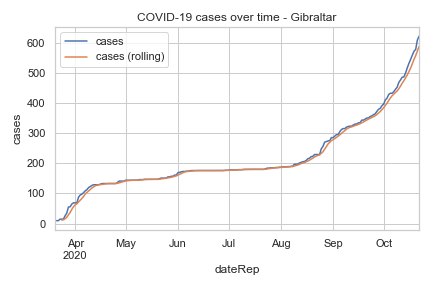 COVID-19 cases over time - Gibraltar
cases
cases (rolling)
600
500
400
300
200
100
0
cases
Apr
2020
May
Jun
Jul
Aug
Sep
Oct
dateRep